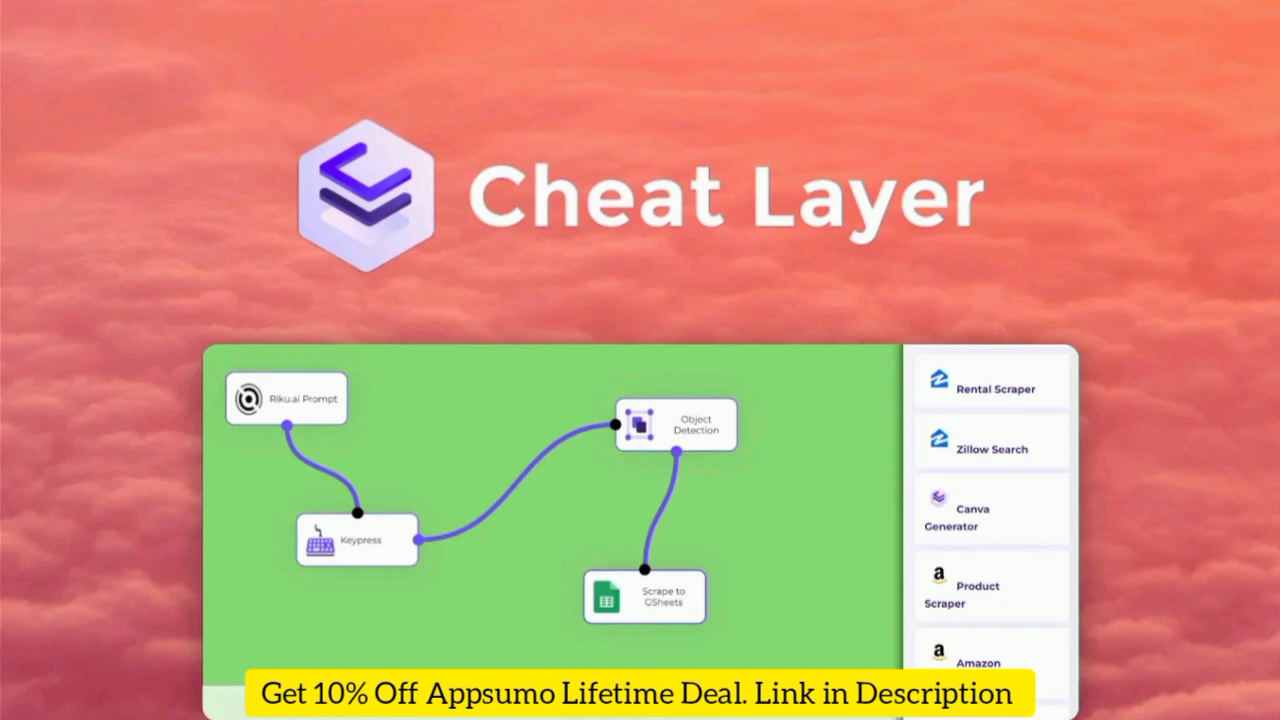 Cheat Layer
Riku.ai Prompt
Keypress
Object
Detection
Scrape to
GSheets
Rental Scraper
Zillow Search
Canva
Generator
Product
Scraper
Amazon
Get 10% Off Appsumo Lifetime Deal. Link in Description